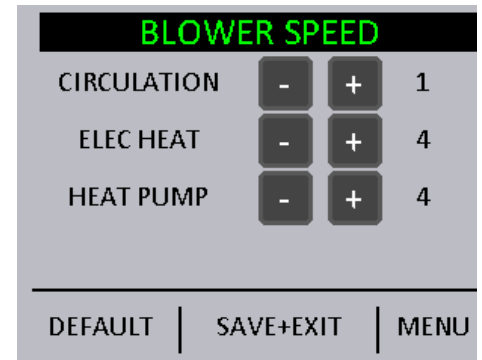 BLOWER SPEED
CIRCULATION - + 1
ELEC HEAT - + 4
HEAT PUMP - + 4
DEFAULT | SAVE+EXIT | MENU